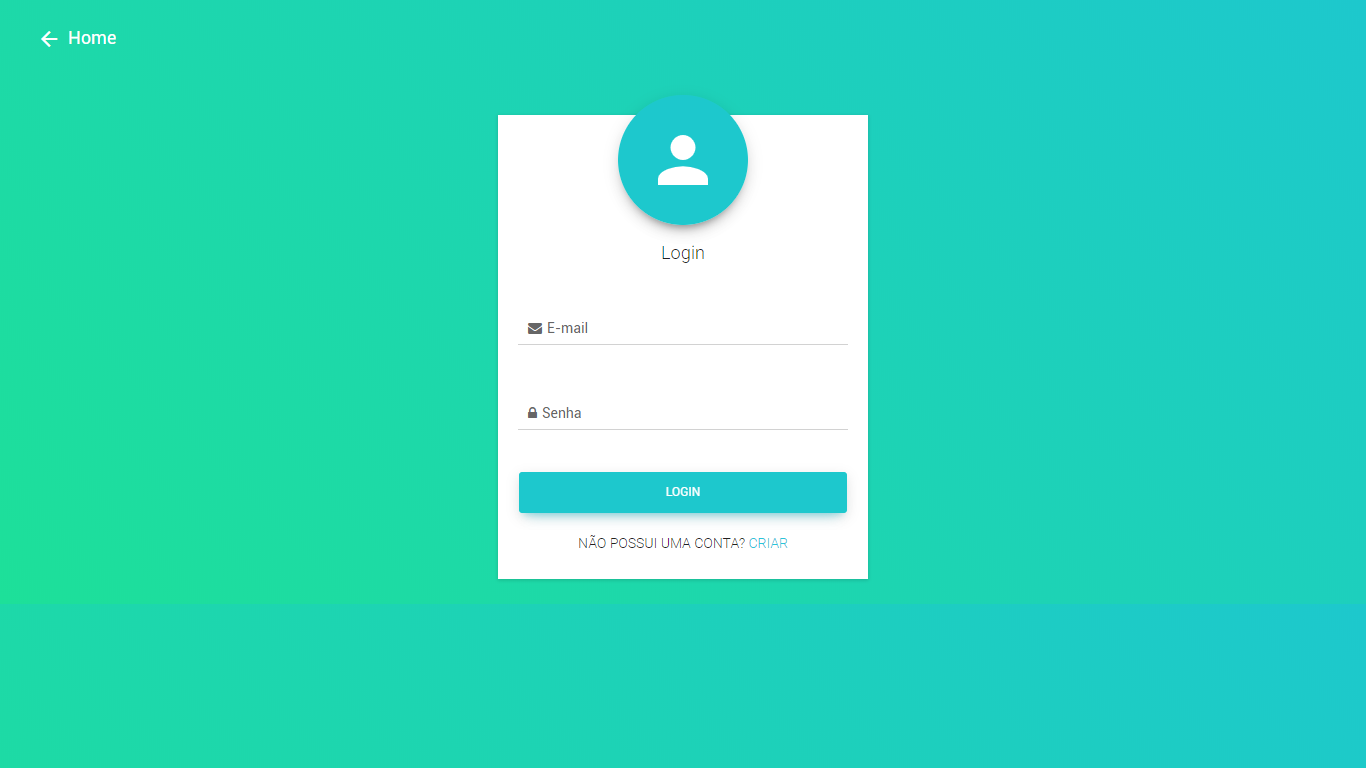 Home
Login
E-mail
Senha
LOGIN
NÃO POSSUI UMA CONTA? CRIAR